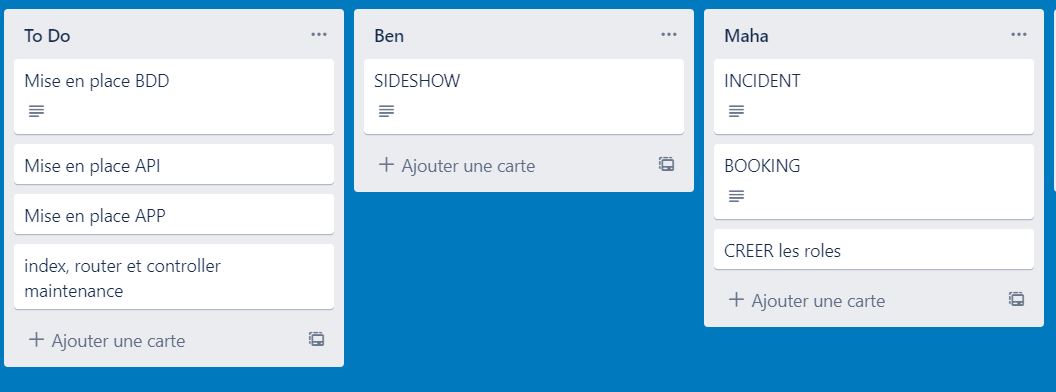 To Do
Mise en place BDD
Mise en place API
Mise en place APP
index, router et controller
maintenance
Ajouter une carte
Ben
SIDESHOW
Ajouter une carte
Maha
INCIDENT
BOOKING
CREER les roles
Ajouter une carte